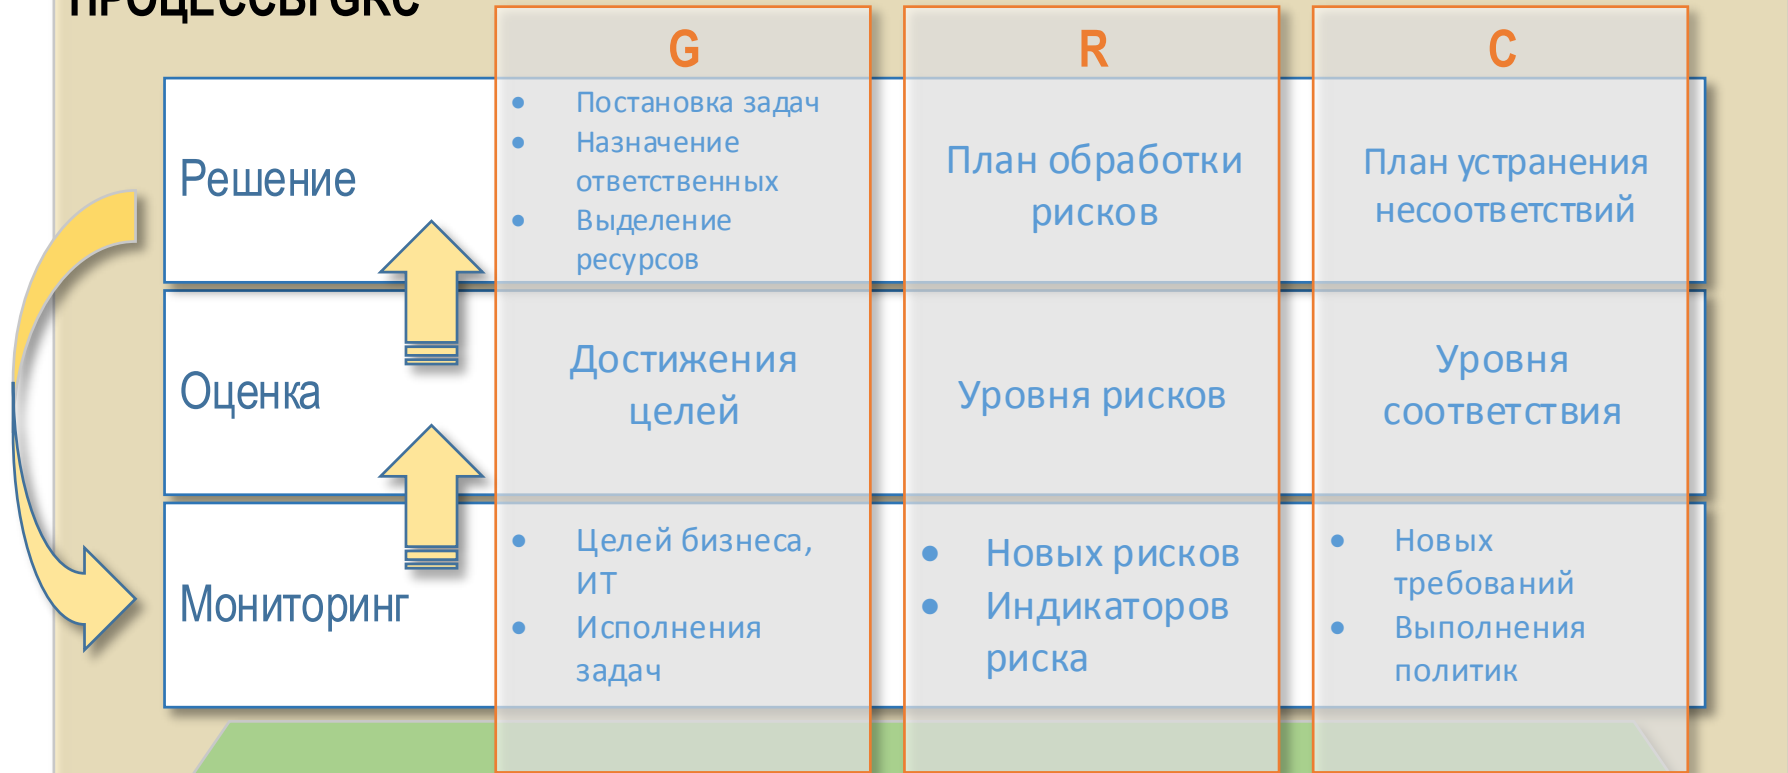 ПРОЦЕССЫ GRC
G
R
C
Решение
• Постановка задач
• Назначение
ответственных
• Выделение
ресурсов
План обработки
рисков
План устранения
несоответствий
Оценка
Достижения
целей
Уровня рисков
Уровня
соответствия
Мониторинг
• Целей бизнеса,
ИТ
• Исполнения
задач
• Новых рисков
• Индикаторов
риска
• Новых
требований
• Выполнения
политик